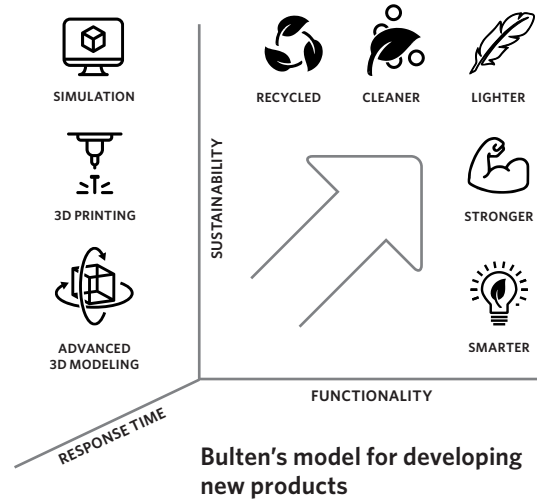 SIMULATION
3D PRINTING
ADVANCED
3D MODELING
RECYCLED
CLEANER
LIGHTER
STRONGER
SMARTER
SUSTAINABILITY
FUNCTIONALITY
RESPONSE TIME
Bulten’s model for developing
new products